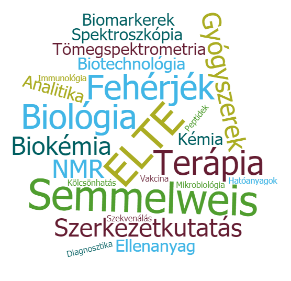 Biomarkerek
Spektroszkópia
Tömegspektrometria
Biotechnológia
Gyógyszerek
Immunológia
Analitika
Fehérjék
Peptidek
Biológia
ELTE
Kémia
Biokémia
Terápia
NMR
Kölcsönhatás
Vakcina
Mikrobiológia
Hatóanyagok
Semmelweis
Szekvenálás
Szerkezetkutatás
Diagnosztika
Ellenanyag